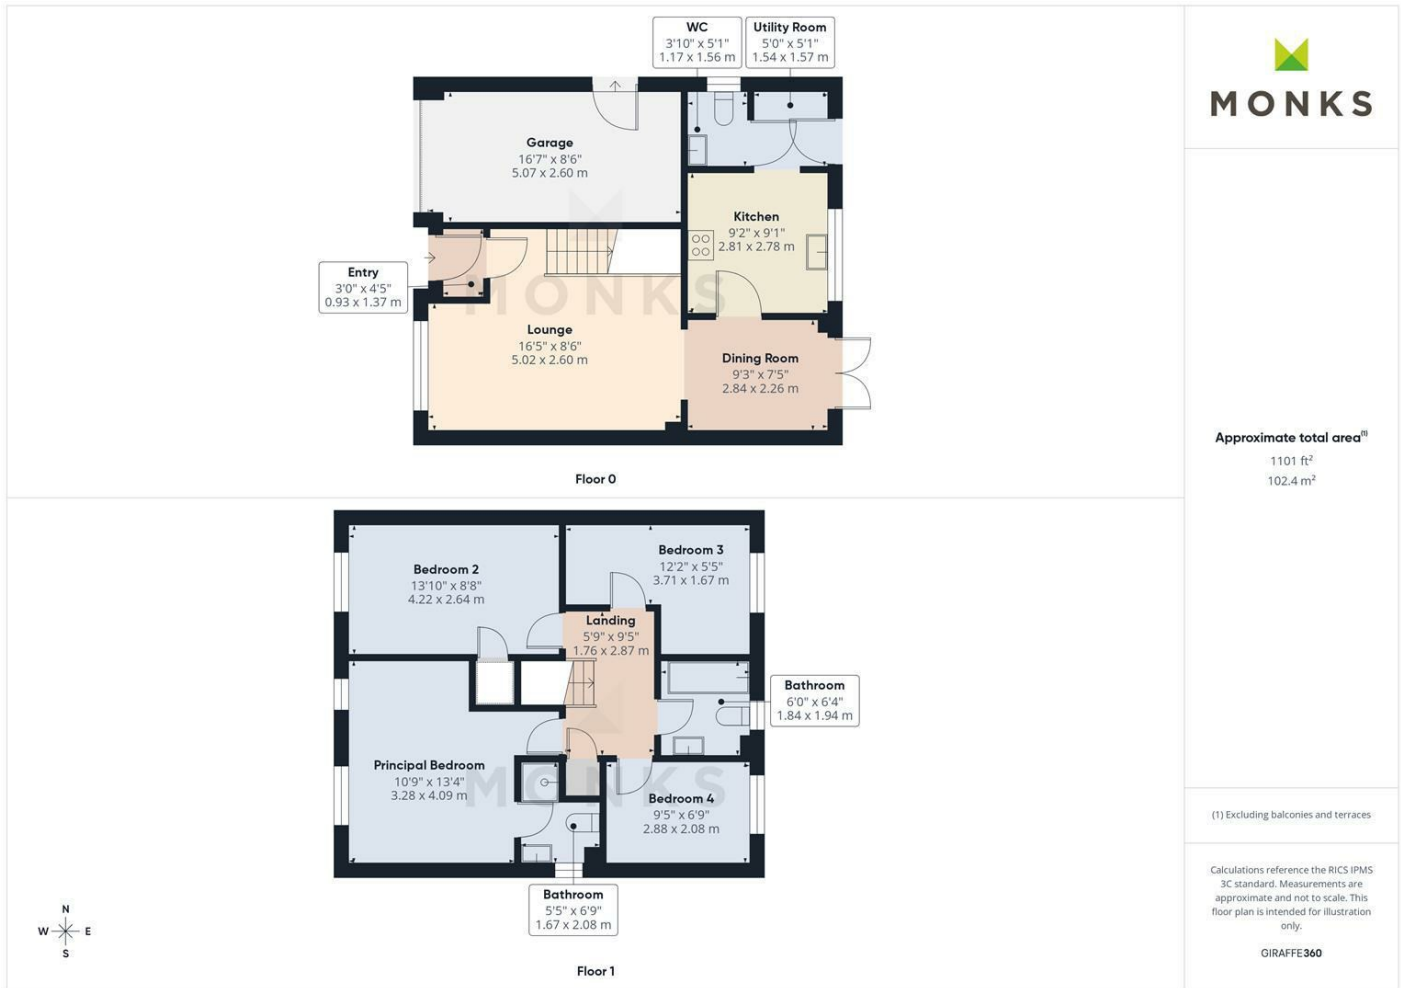 WC
3'10" x 5'1"
1.17 x 1.56 m
Utility Room
5'0" x 5'1"
1.54 x 1.57 m
Garage
16'7" x 8'6"
5.07 x 2.60 m
Kitchen
9'2" x 9'1"
2.81 x 2.78 m
Entry
3'0" x 4'5"
0.93 x 1.37 m
MONKS
Lounge
16'5" x 8'6"
5.02 x 2.60 m
Dining Room
9'3" x 7'5"
2.84 x 2.26 m
Floor 0
Bedroom 2
13'10" x 8'8"
4.22 x 2.64 m
Bedroom 3
12'2" x 5'5"
3.71 x 1.67 m
Landing
5'9" x 9'5"
1.76 x 2.87 m
Bathroom
6'0" x 6'4"
1.84 x 1.94 m
Principal Bedroom
10'9" x 13'4"
3.28 x 4.09 m
MONKS
Bedroom 4
9'5" x 6'9"
2.88 x 2.08 m
Bathroom
5'5" x 6'9"
1.67 x 2.08 m
N
W E
S
Floor 1
MONKS
Approximate total area(1)
1101 ft²
102.4 m²
(1) Excluding balconies and terraces
Calculations reference the RICS IPMS
3C standard. Measurements are
approximate and not to scale. This
floor plan is intended for illustration
only.
GIRAFFE360